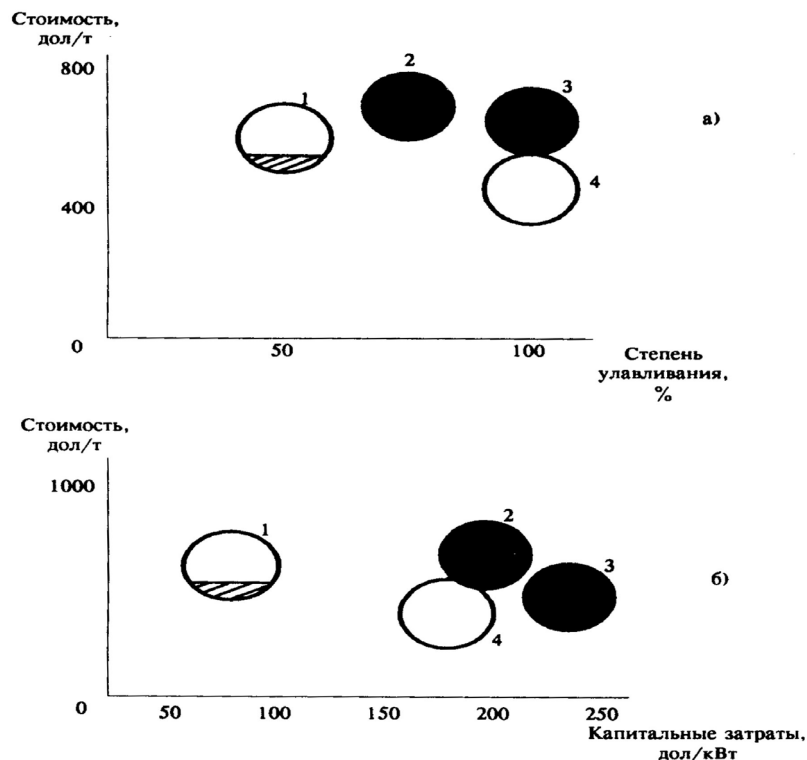 Стоимость,
дол/т
800
400
0
1
2
3
4
а)
50
100
Степень
улавливания,
%
Стоимость,
дол/т
1000
0
1
2
3
4
б)
50
100
150
200
250
Капитальные затраты,
дол/кВт